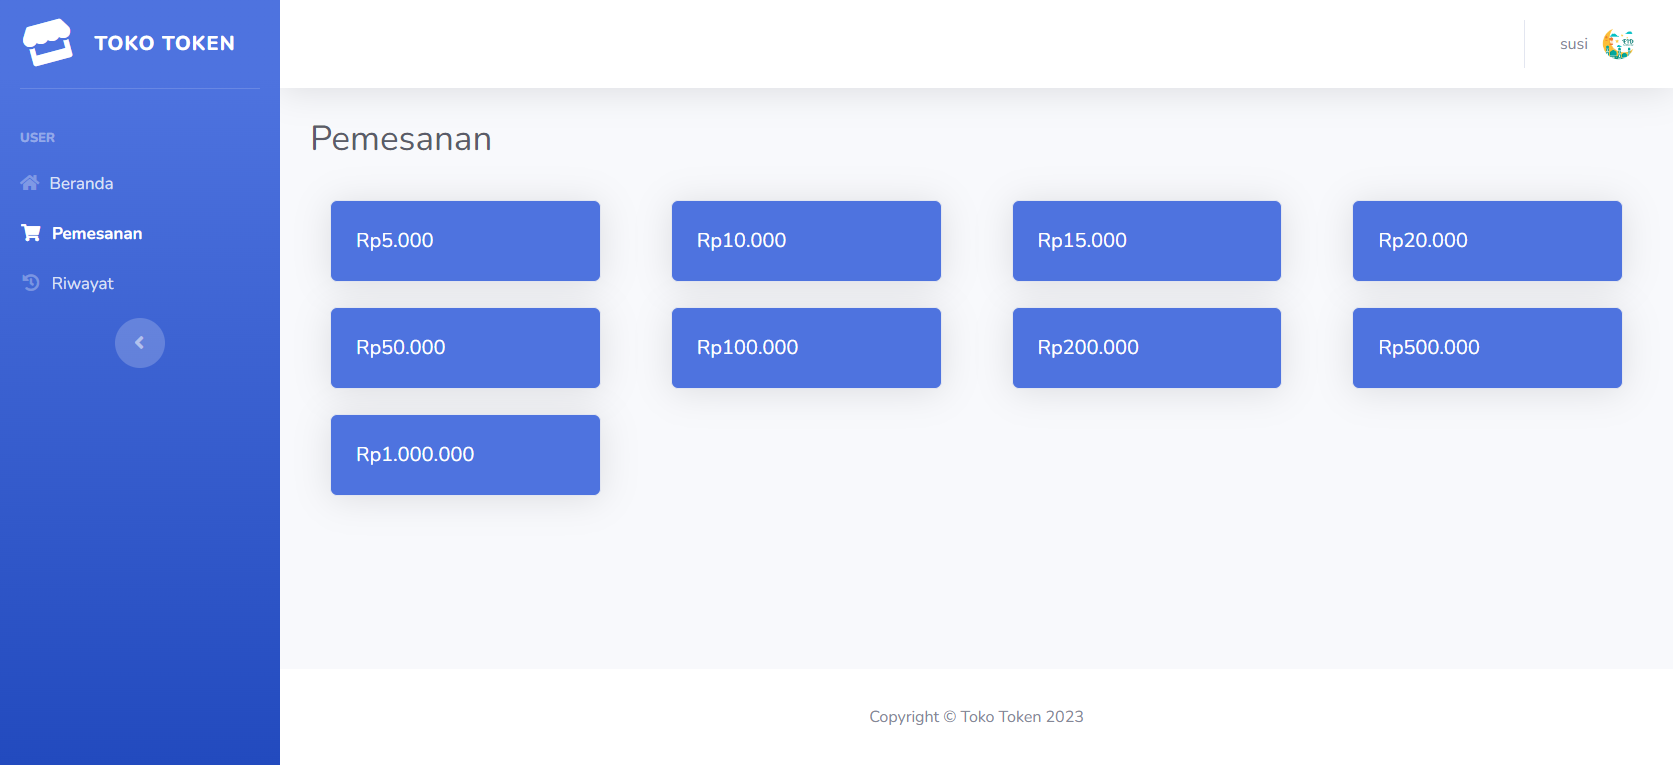 TOKO TOKEN
susi
USER
Beranda
Pemesanan
Riwayat
Pemesanan
Rp5.000
Rp10.000
Rp15.000
Rp20.000
Rp50.000
Rp100.000
Rp200.000
Rp500.000
Rp1.000.000
Copyright © Toko Token 2023